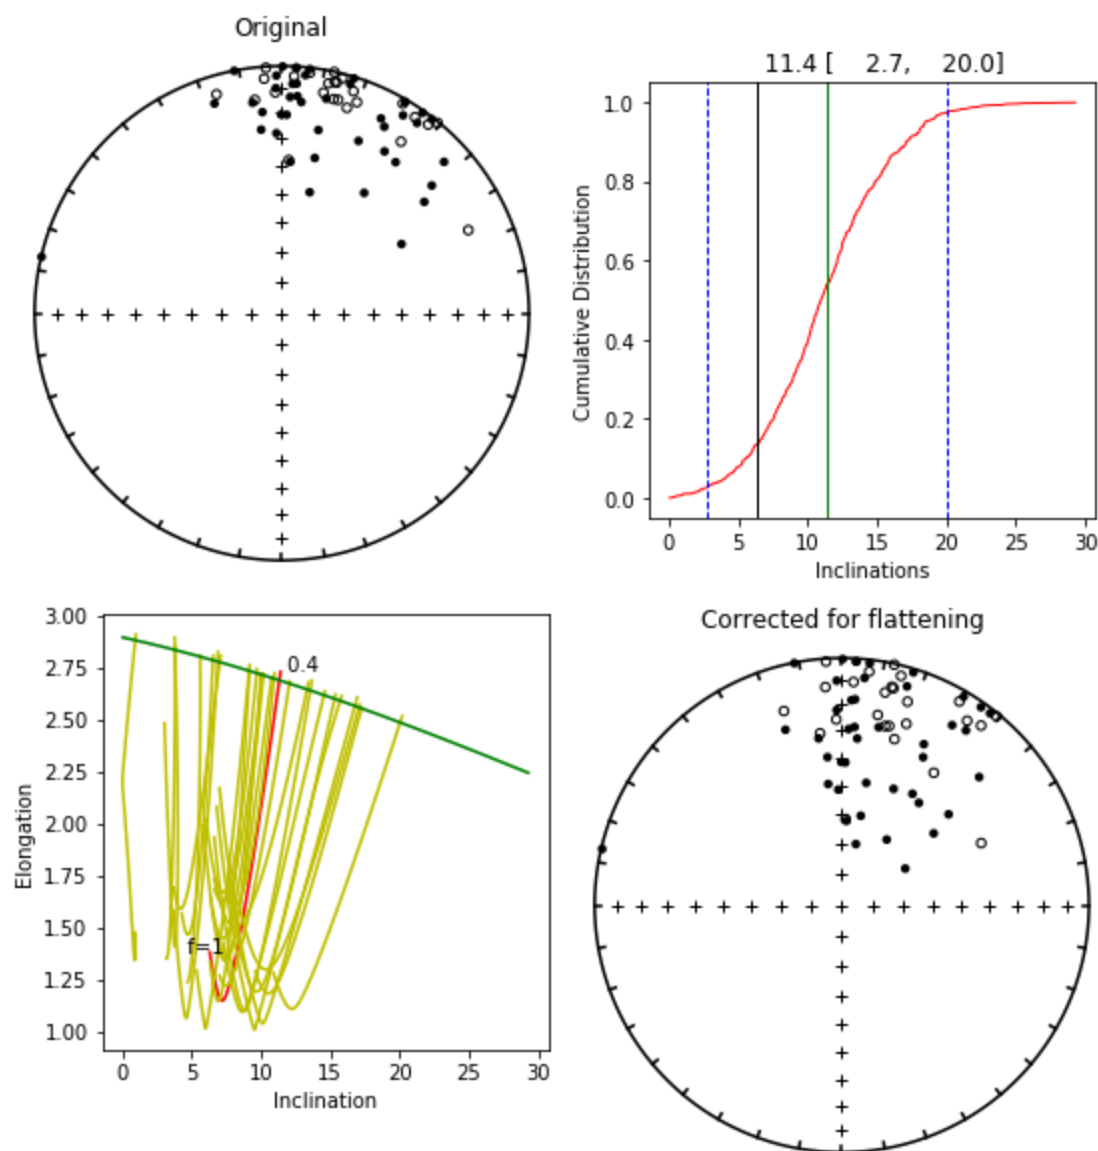 Original
11.4 [ 2.7, 20.0]
Cumulative Distribution
1.0
0.8
0.6
0.4
0.2
0.0
0 5 10 15 20 25 30
Inclinations
Elongation
3.00
2.75
2.50
2.25
2.00
1.75
1.50
1.25
1.00
0.4
f=1
0 5 10 15 20 25 30
Inclination
Corrected for flattening